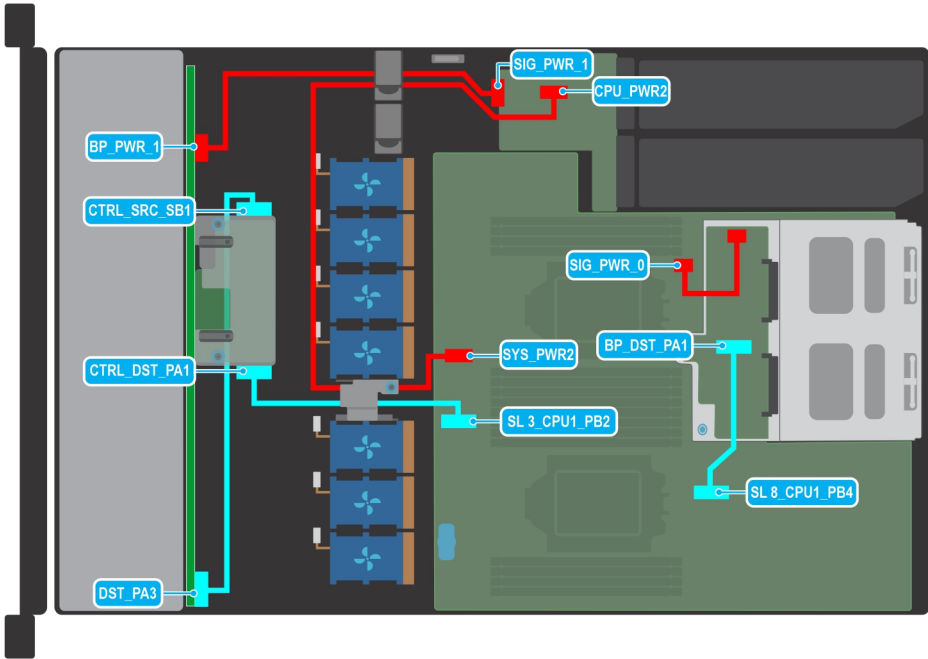 SIG_PWR_1
CPU_PWR2
BP_PWR_1
CTRL_SRC_SB1
SIG_PWR_0
SYS_PWR2
BP_DST_PA1
CTRL_DST_PA1
SL 3_CPU1_PB2
SL 8_CPU1_PB4
DST_PA3